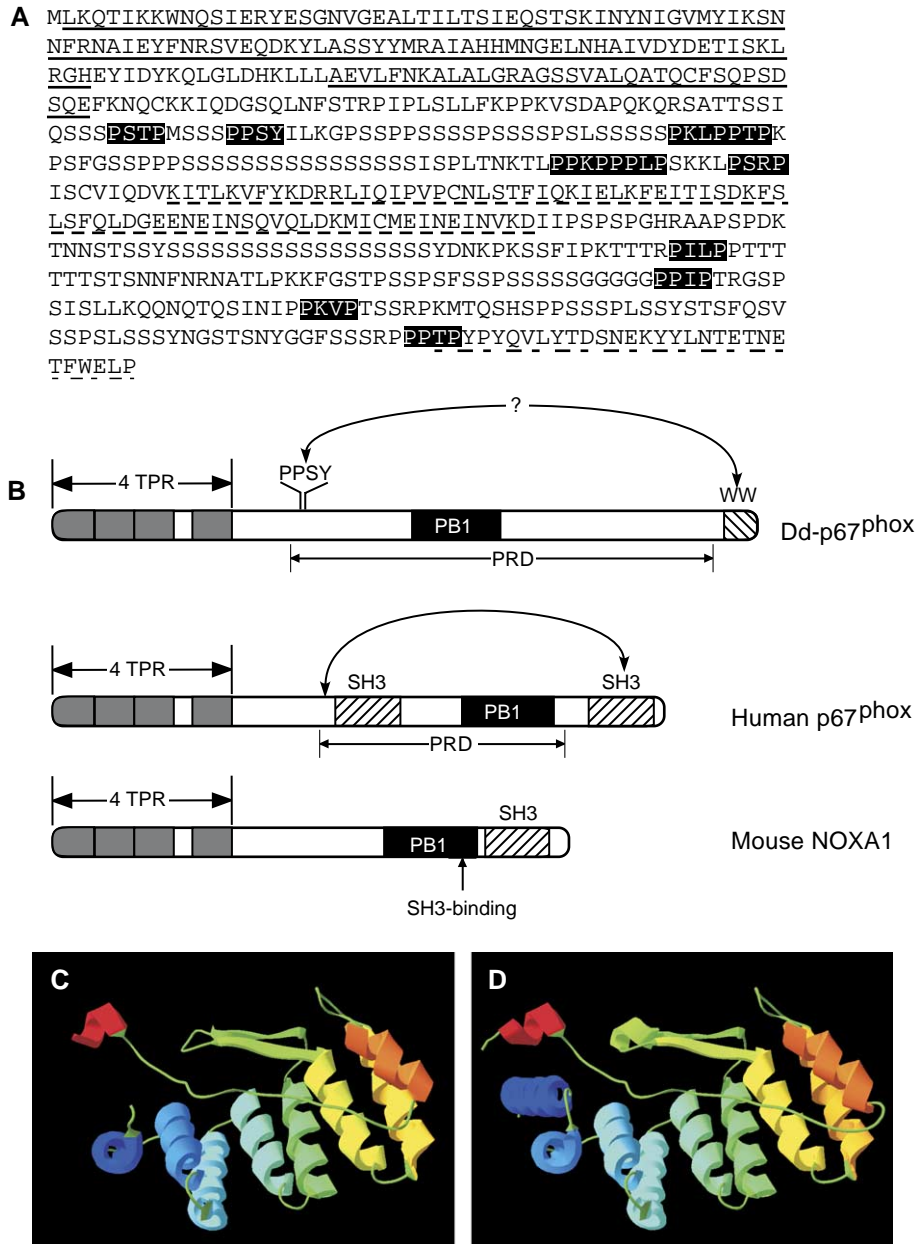 A
MLKQTIKKWNQSIERYESGNVGEALTILTSIEQSTSKINYNIGVMYIKSN
NFRNAIEYFNRSVEQDKYLASSYYMRAIAHHMNGELNHAIVDYDETISKL
RGHEYIDYKQLGLDHKLLLAEVLFNKALALGRAGSSVALQATQCFSQPSD
SQEFKNQCKKIQDGSQLNFSTRPIPLSLLFKPPKVSDAPQKQRSATTSSI
QSSSPSTPMSSSPPSYILKGPSSPPSSSSPSSSSPSLSSSSSPKLPPTPK
PSFGSSPPPSSSSSSSSSSSSSSSSISPLTNKTLPPKPPPLPSKKLPSRP
ISCVIQDVKITLKVFYKDRRLIQIPVPCNLSTFIQKIELKFEITISDKFS
LSFQLDGEENEINSQVQLDKMICMEINEINVKDIIPSPSPGHRAAPSPDK
TNNSTSSYSSSSSSSSSSSSSSSSSSYDNKPKSSFIPKTTTRPILPPTTT
TTTSTSNNFNRNATLPKKFGSTPSSPSFSSPSSSSSGGGGGPPIPTRGSP
SISLLKQQNQTQSINIPPKVPTSSRPKMTQSHSPPSSSPLSSYSTSFQSV
SSPSLSSSYNGSTSNYGGFSSSRPPPTPYPYQVLYTDSNEKYYLNTETNE
TFWELP
?
B
4 TPR
PPSY
WW
PB1
Dd-p67phox
PRD
4 TPR
SH3
SH3
PB1
Human p67phox
PRD
4 TPR
SH3
PB1
Mouse NOXA1
SH3-binding
C
D